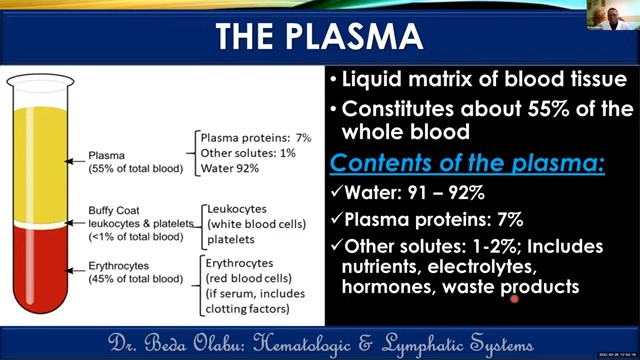 THE PLASMA
Plasma
(55% of total blood)
Plasma proteins: 7%
Other solutes: 1%
Water 92%
Buffy Coat
leukocytes & platelets
(<1% of total blood)
Leukocytes
(white blood cells)
platelets
Erythrocytes
(45% of total blood)
Erythrocytes
(red blood cells)
(if serum, includes
clotting factors)
• Liquid matrix of blood tissue
• Constitutes about 55% of the
whole blood
Contents of the plasma:
✓Water: 91 – 92%
✓Plasma proteins: 7%
✓Other solutes: 1-2%; Includes
nutrients, electrolytes,
hormones, waste products
Dr. Beda Olabu: Hematologic & Lymphatic Systems